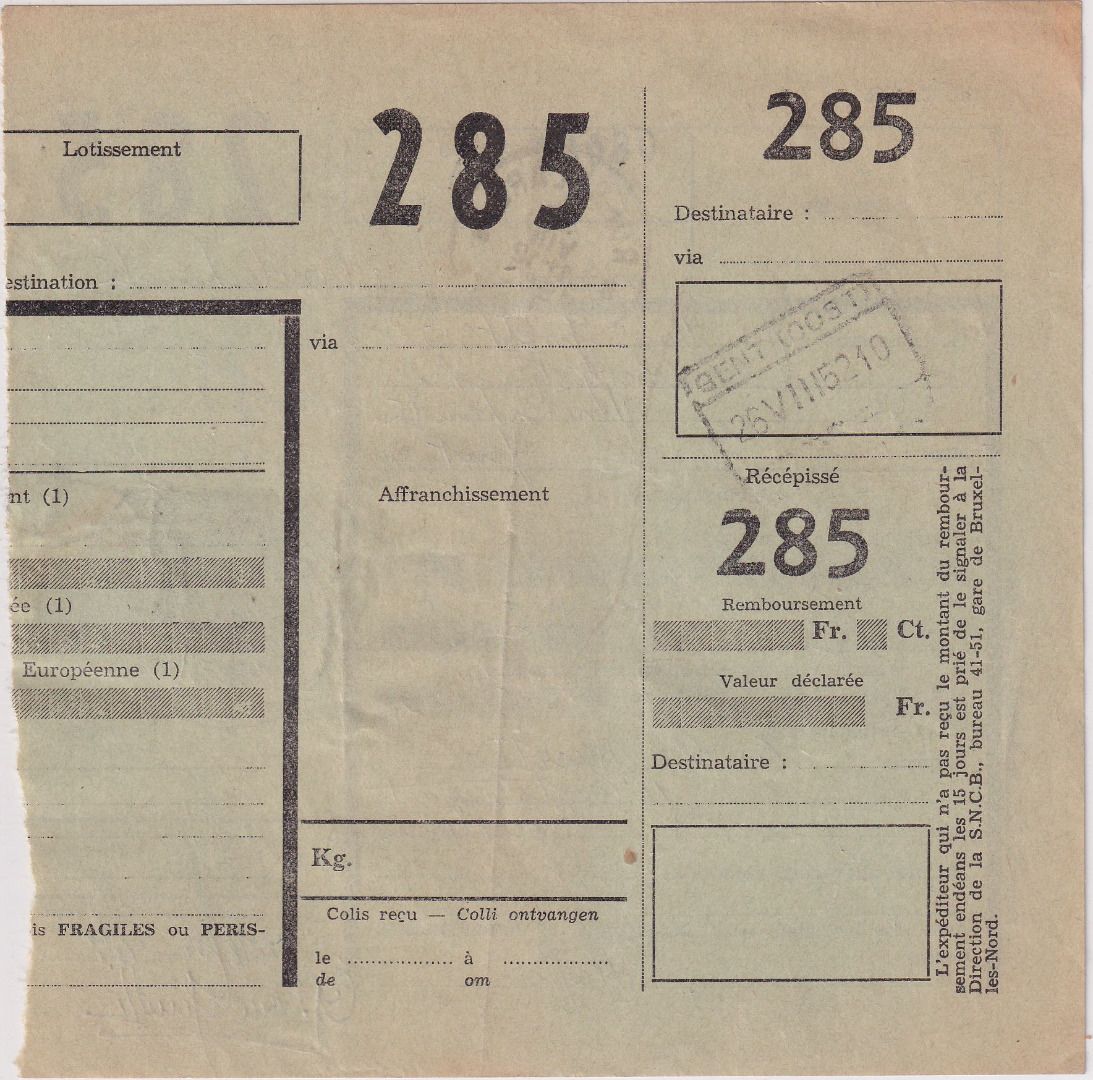 Lotissement
285
285
Destinataire :
via
estination :
via
GENT (OOST)
26 VIII 52 10
nt (1)
Affranchissement
Récépissé
285
ée (1)
Remboursement
Fr. Ct.
Européenne (1)
Valeur déclarée
Fr.
Destinataire :
Kg.
Colis reçu — Colli ontvangen
is FRAGILES ou PERIS-
le à
de om
L'expéditeur qui n'a pas reçu le montant du rembour-
sement endéans les 15 jours est prié de le signaler à la
Direction de la S.N.C.B., bureau 41-51, gare de Bruxel-
les-Nord.